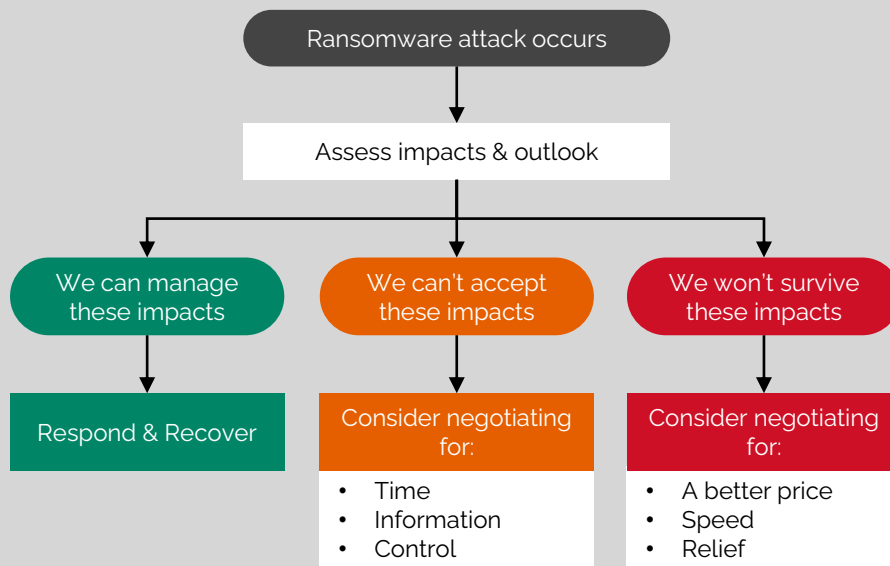 Ransomware attack occurs
Assess impacts & outlook
We can manage
these impacts
We can't accept
these impacts
We won't survive
these impacts
Respond & Recover
Consider negotiating
for:
• Time
• Information
• Control
Consider negotiating
for:
• A better price
• Speed
• Relief